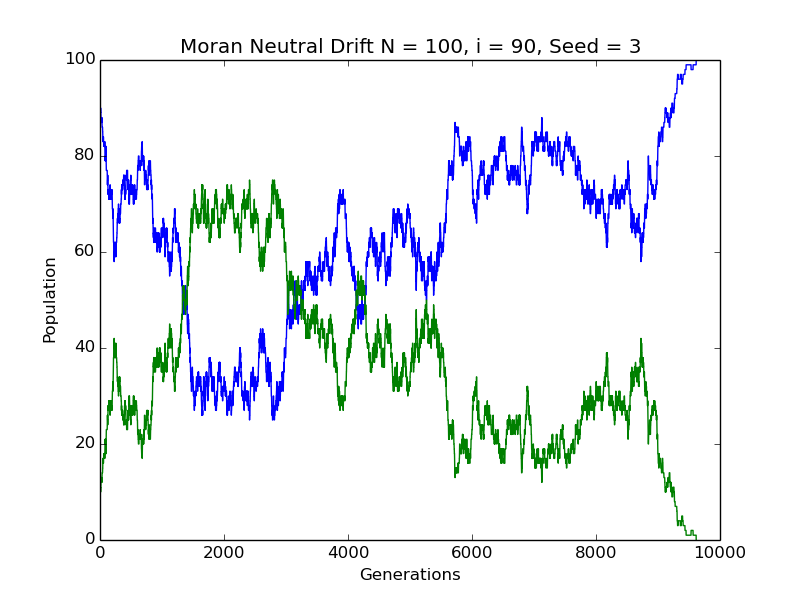 Moran Neutral Drift N = 100, i = 90, Seed = 3
100
80
60
40
20
0
Population
0 2000 4000 6000 8000 10000
Generations